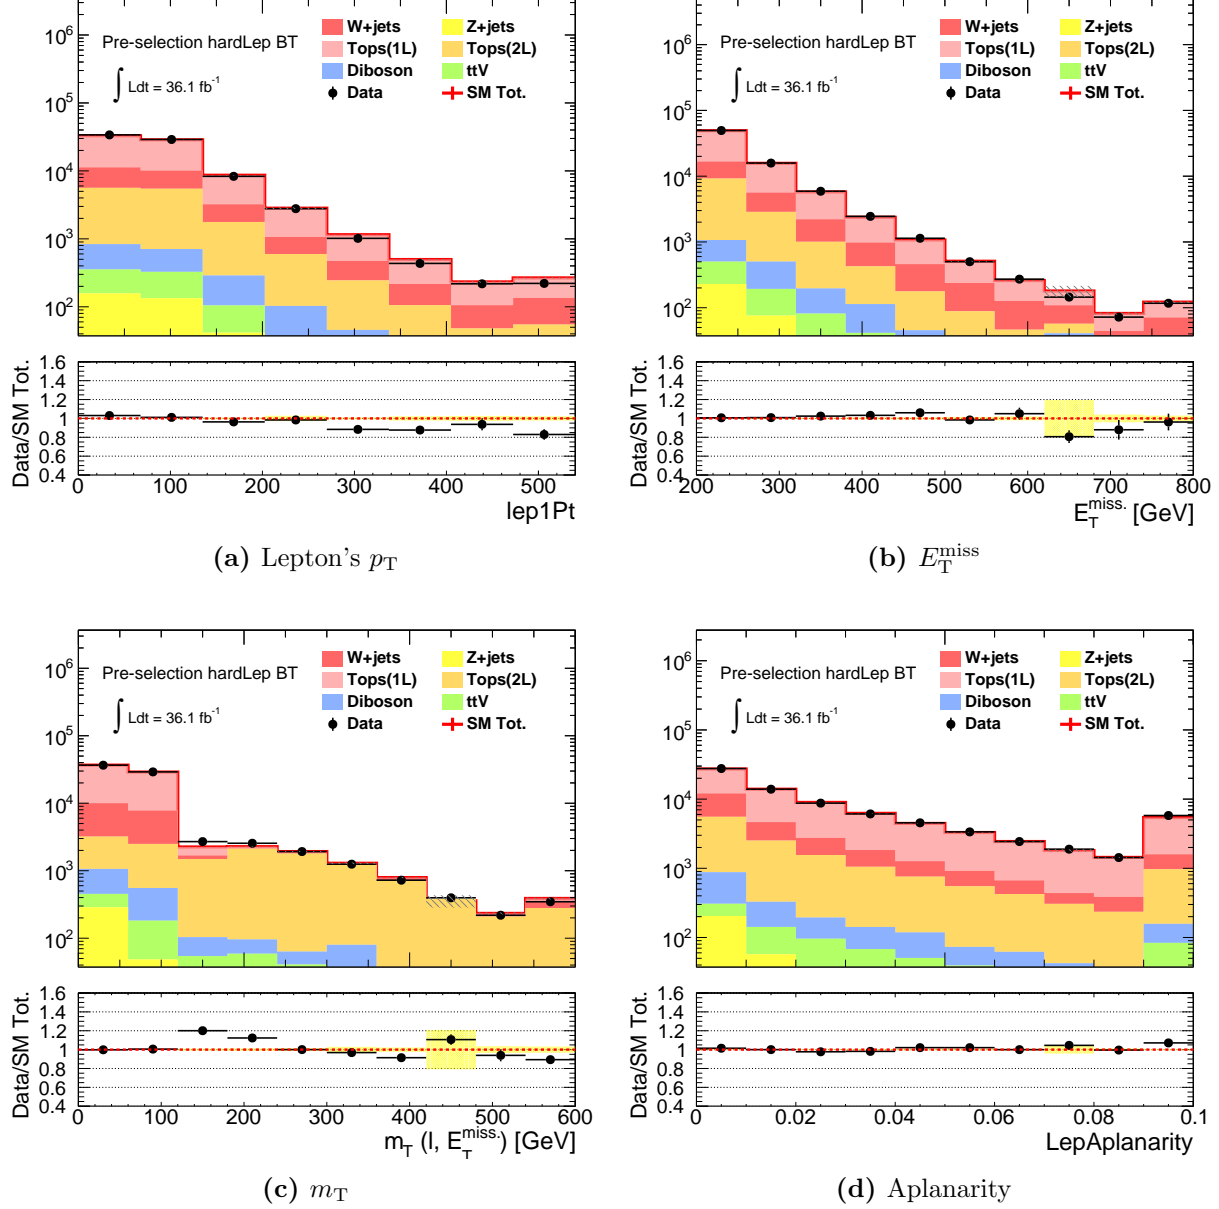 10^6
10^5
10^4
10^3
10^2
Pre-selection hardLep BT
∫ Ldt = 36.1 fb^-1
W+jets Z+jets
Tops(1L) Tops(2L)
Diboson ttV
Data SM Tot.
Data/SM Tot.
1.6
1.4
1.2
1
0.8
0.6
0.4
0 100 200 300 400 500
lep1Pt
(a) Lepton's p_T
10^6
10^5
10^4
10^3
10^2
Pre-selection hardLep BT
∫ Ldt = 36.1 fb^-1
W+jets Z+jets
Tops(1L) Tops(2L)
Diboson ttV
Data SM Tot.
Data/SM Tot.
1.6
1.4
1.2
1
0.8
0.6
0.4
200 300 400 500 600 700 800
E_T^miss. [GeV]
(b) E_T^miss
10^6
10^5
10^4
10^3
10^2
Pre-selection hardLep BT
∫ Ldt = 36.1 fb^-1
W+jets Z+jets
Tops(1L) Tops(2L)
Diboson ttV
Data SM Tot.
Data/SM Tot.
1.6
1.4
1.2
1
0.8
0.6
0.4
0 100 200 300 400 500 600
m_T (l, E_T^miss.) [GeV]
(c) m_T
10^6
10^5
10^4
10^3
10^2
Pre-selection hardLep BT
∫ Ldt = 36.1 fb^-1
W+jets Z+jets
Tops(1L) Tops(2L)
Diboson ttV
Data SM Tot.
Data/SM Tot.
1.6
1.4
1.2
1
0.8
0.6
0.4
0 0.02 0.04 0.06 0.08 0.1
LepAplanarity
(d) Aplanarity